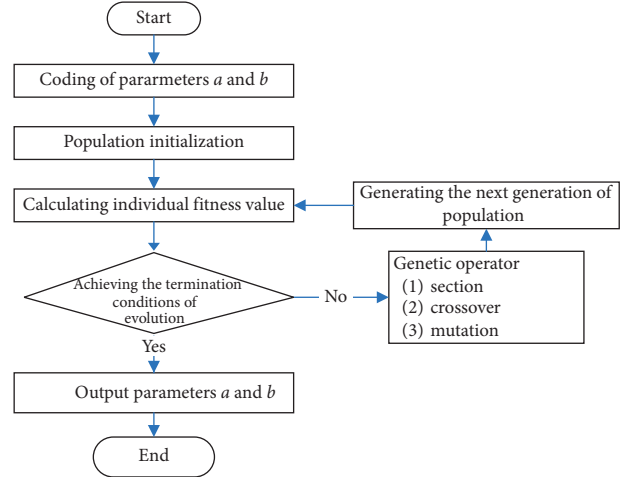 Start
Coding of pararmeters a and b
Population initialization
Calculating individual fitness value
Generating the next generation of
population
Achieving the termination
conditions of
evolution
No
Genetic operator
(1) section
(2) crossover
(3) mutation
Yes
Output parameters a and b
End